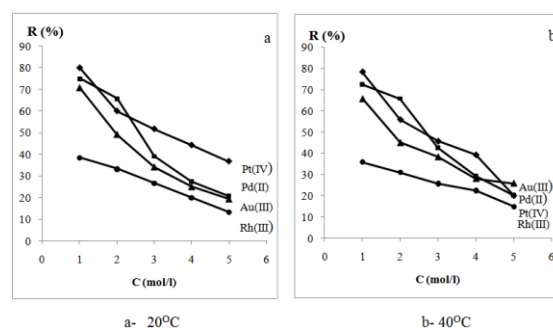 R (%)
a
90
80
70
60
50
40
30
20
10
0
Pt(IV)
Pd(II)
Au(III)
Rh(III)
0 1 2 3 4 5 6
C (mol/l)
a- 20⁰C
R (%)
b
90
80
70
60
50
40
30
20
10
0
Au(III)
Pd(II)
Pt(IV)
Rh(III)
0 1 2 3 4 5 6
C (mol/l)
b- 40⁰C